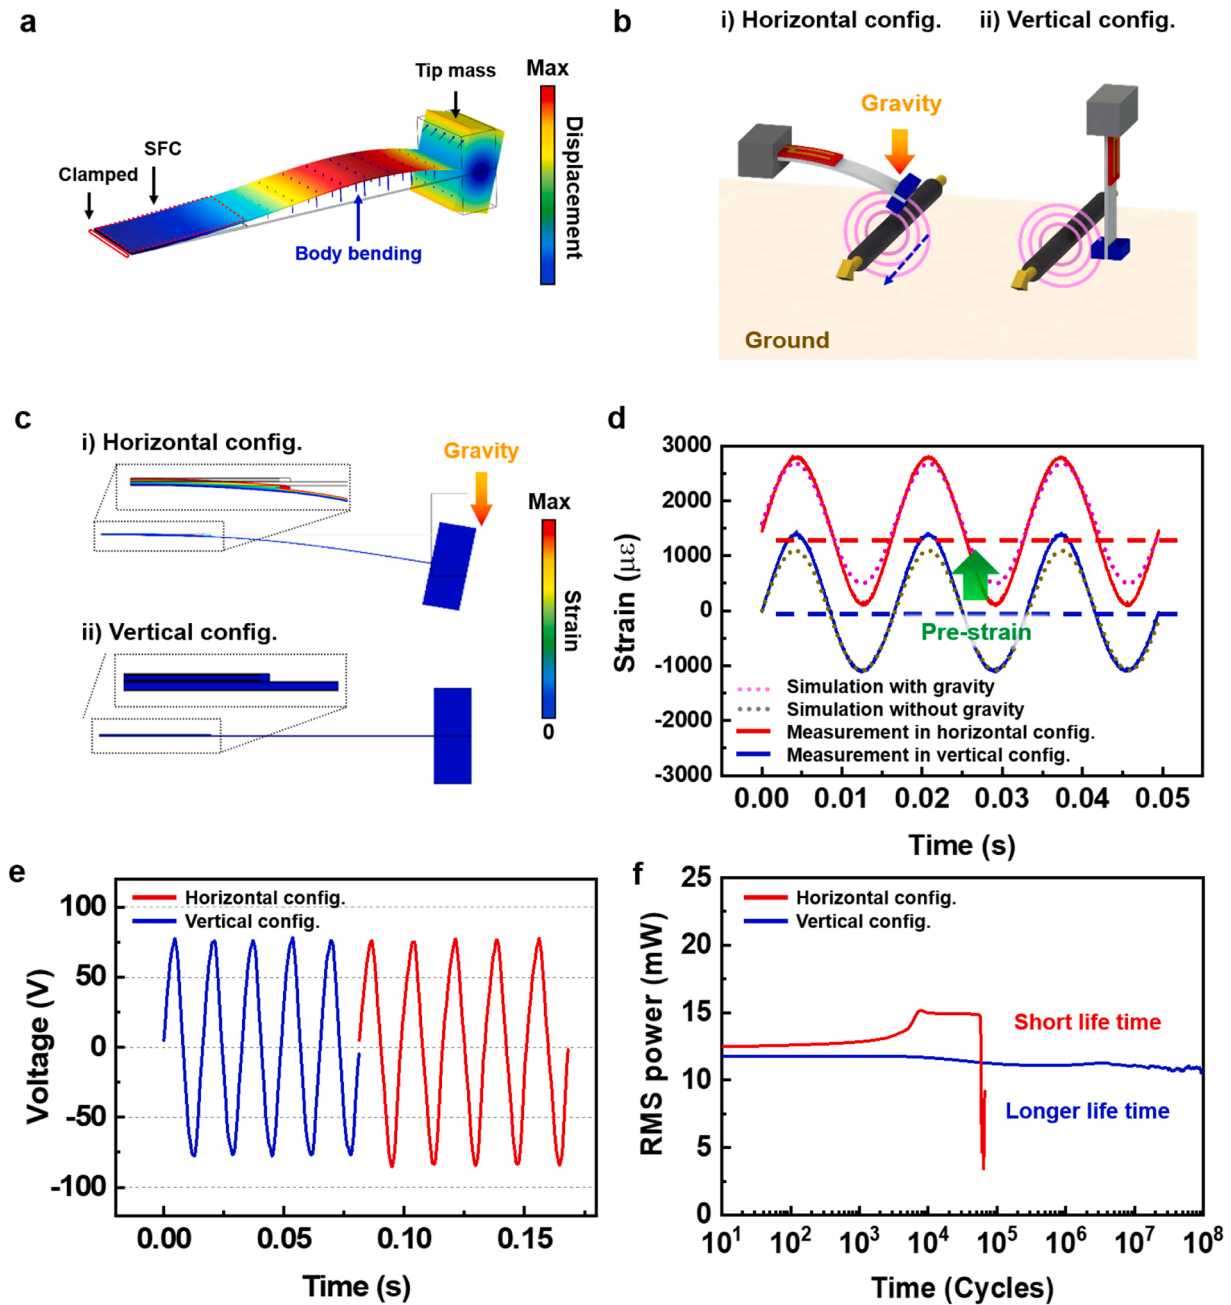 a
Tip mass
Max
SFC
Clamped
Displacement
Body bending
b
i) Horizontal config.
ii) Vertical config.
Gravity
Ground
c
i) Horizontal config.
Gravity
Max
Strain
0
ii) Vertical config.
d
3000
2000
1000
0
-1000
-2000
-3000
Strain (με)
Pre-strain
Simulation with gravity
Simulation without gravity
Measurement in horizontal config.
Measurement in vertical config.
0.00 0.01 0.02 0.03 0.04 0.05
Time (s)
e
Horizontal config.
Vertical config.
100
50
0
-50
-100
Voltage (V)
0.00 0.05 0.10 0.15
Time (s)
f
25
20
15
10
5
0
RMS power (mW)
Horizontal config.
Vertical config.
Short life time
Longer life time
10¹ 10² 10³ 10⁴ 10⁵ 10⁶ 10⁷ 10⁸
Time (Cycles)